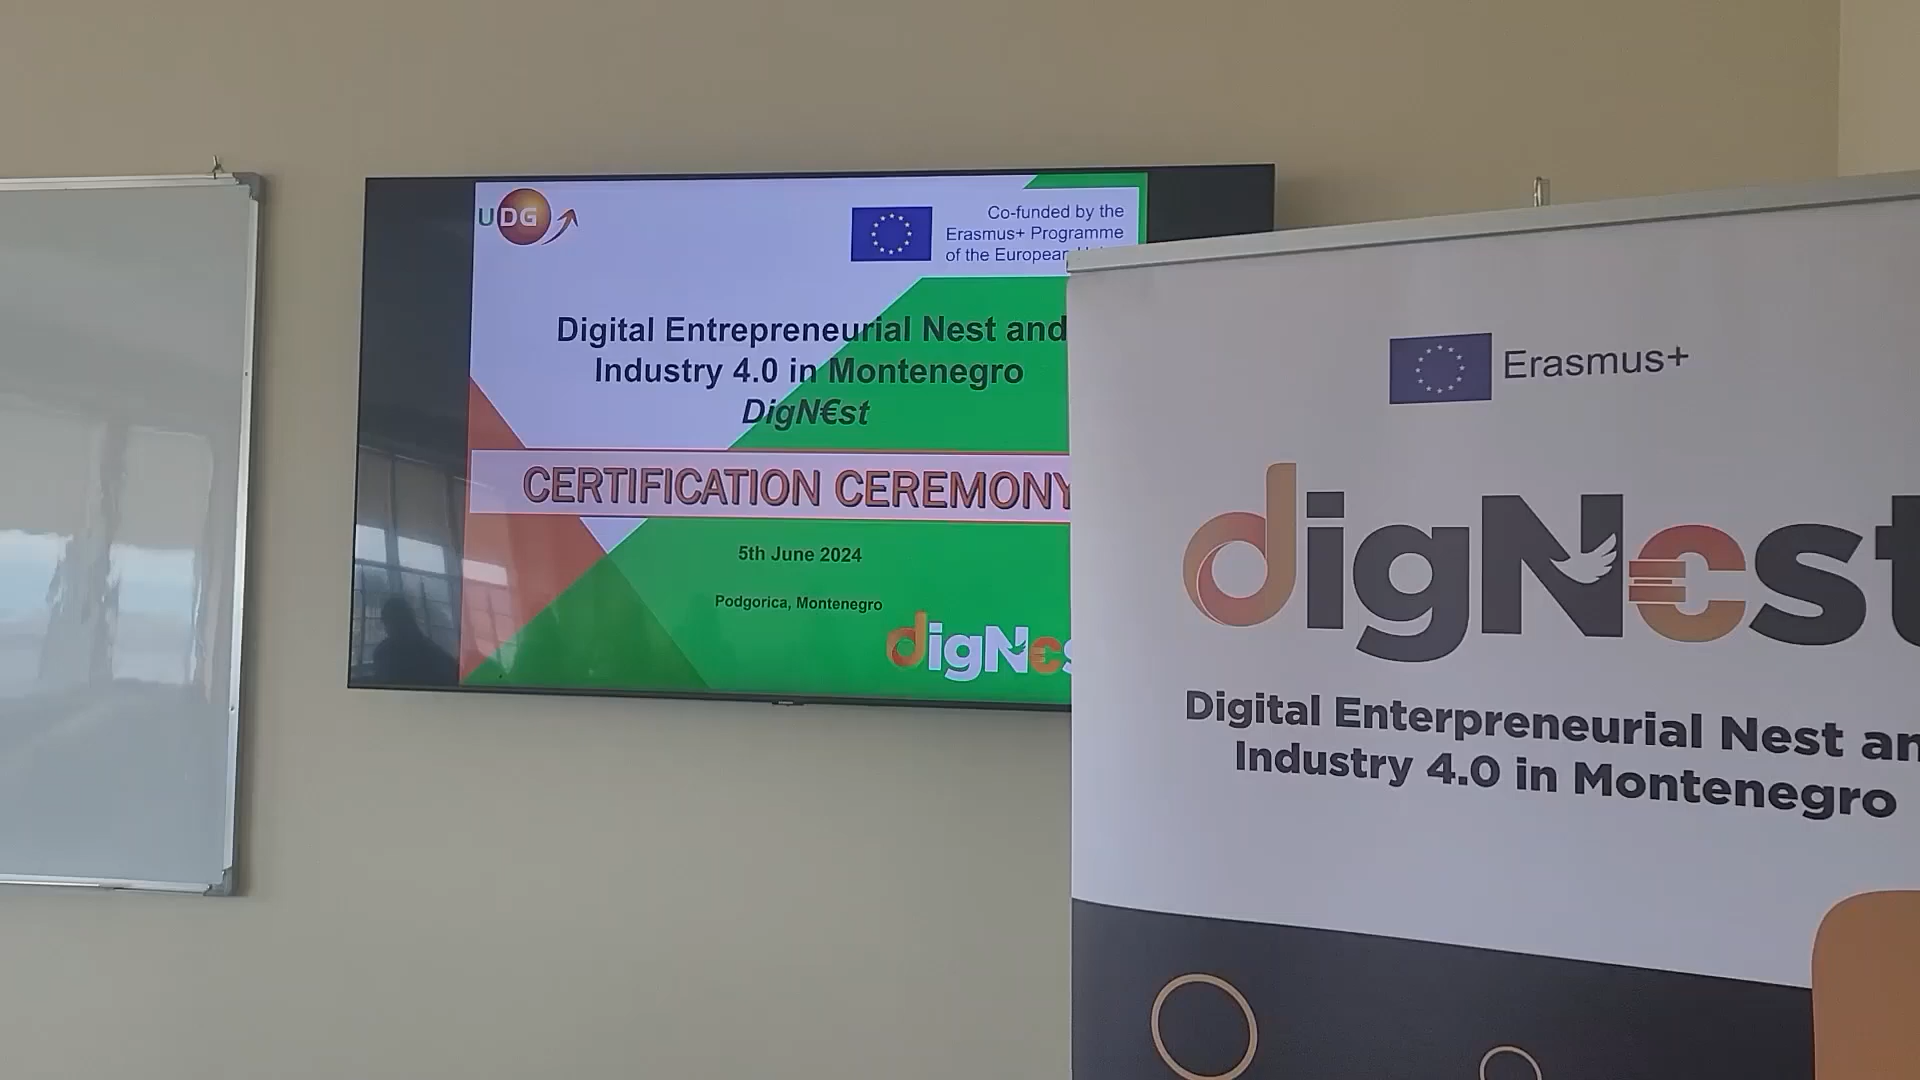 UDG
Co-funded by the
Erasmus+ Programme
of the European
Digital Entrepreneurial Nest and
Industry 4.0 in Montenegro
DigN€st
CERTIFICATION CEREMONY
5th June 2024
Podgorica, Montenegro
digN€s
Erasmus+
digN€st
Digital Enterpreneurial Nest an
Industry 4.0 in Montenegro